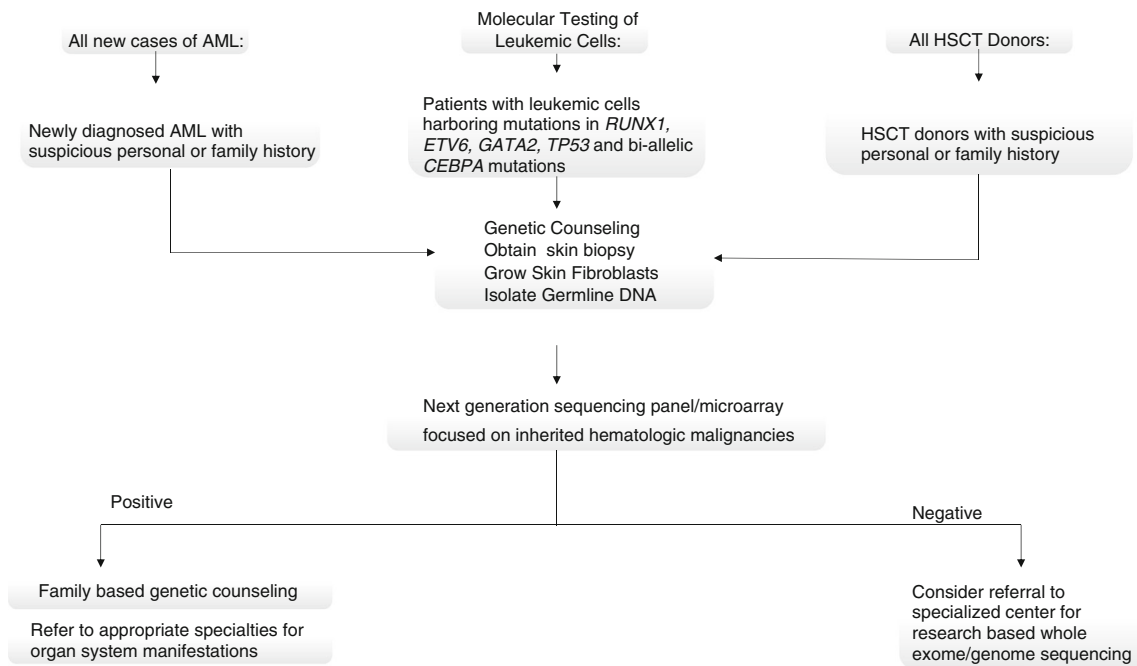 All new cases of AML:
Molecular Testing of
Leukemic Cells:
All HSCT Donors:
Newly diagnosed AML with
suspicious personal or family history
Patients with leukemic cells
harboring mutations in RUNX1,
ETV6, GATA2, TP53 and bi-allelic
CEBPA mutations
HSCT donors with suspicious
personal or family history
Genetic Counseling
Obtain skin biopsy
Grow Skin Fibroblasts
Isolate Germline DNA
Next generation sequencing panel/microarray
focused on inherited hematologic malignancies
Positive
Negative
Family based genetic counseling
Refer to appropriate specialties for
organ system manifestations
Consider referral to
specialized center for
research based whole
exome/genome sequencing